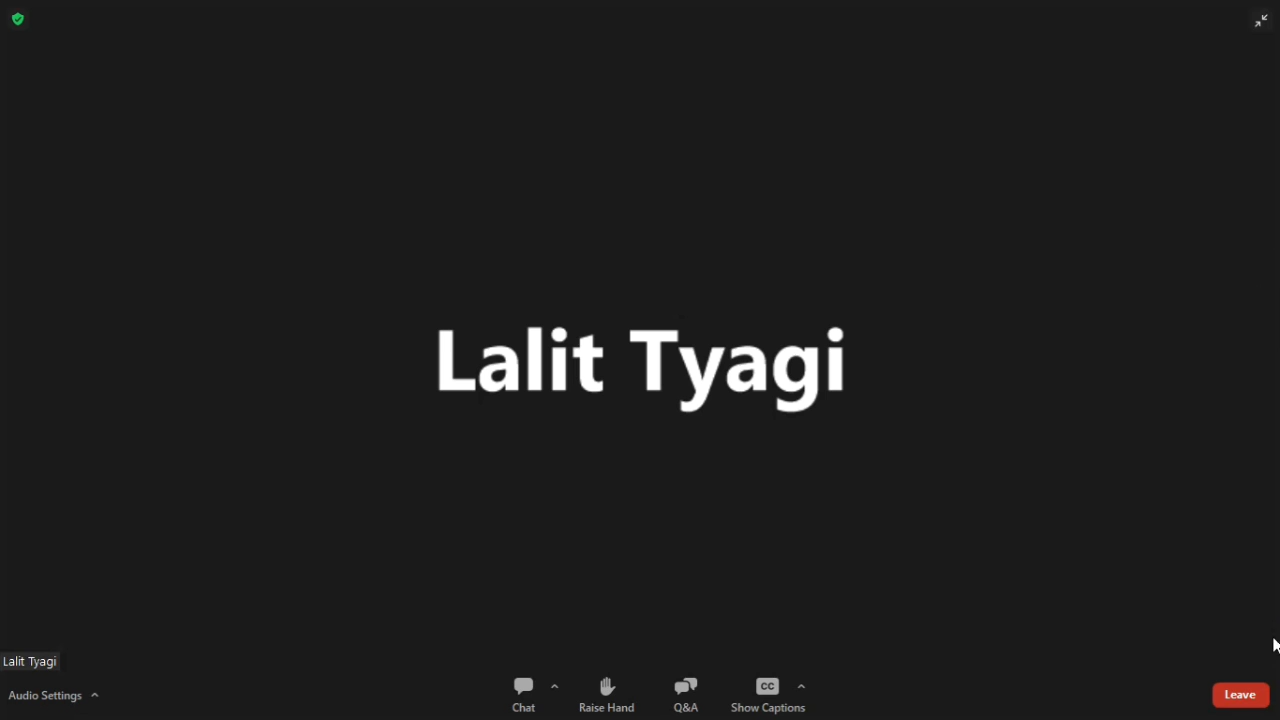 Lalit Tyagi
Lalit Tyagi
Audio Settings
Chat
Raise Hand
Q&A
CC
Show Captions
Leave